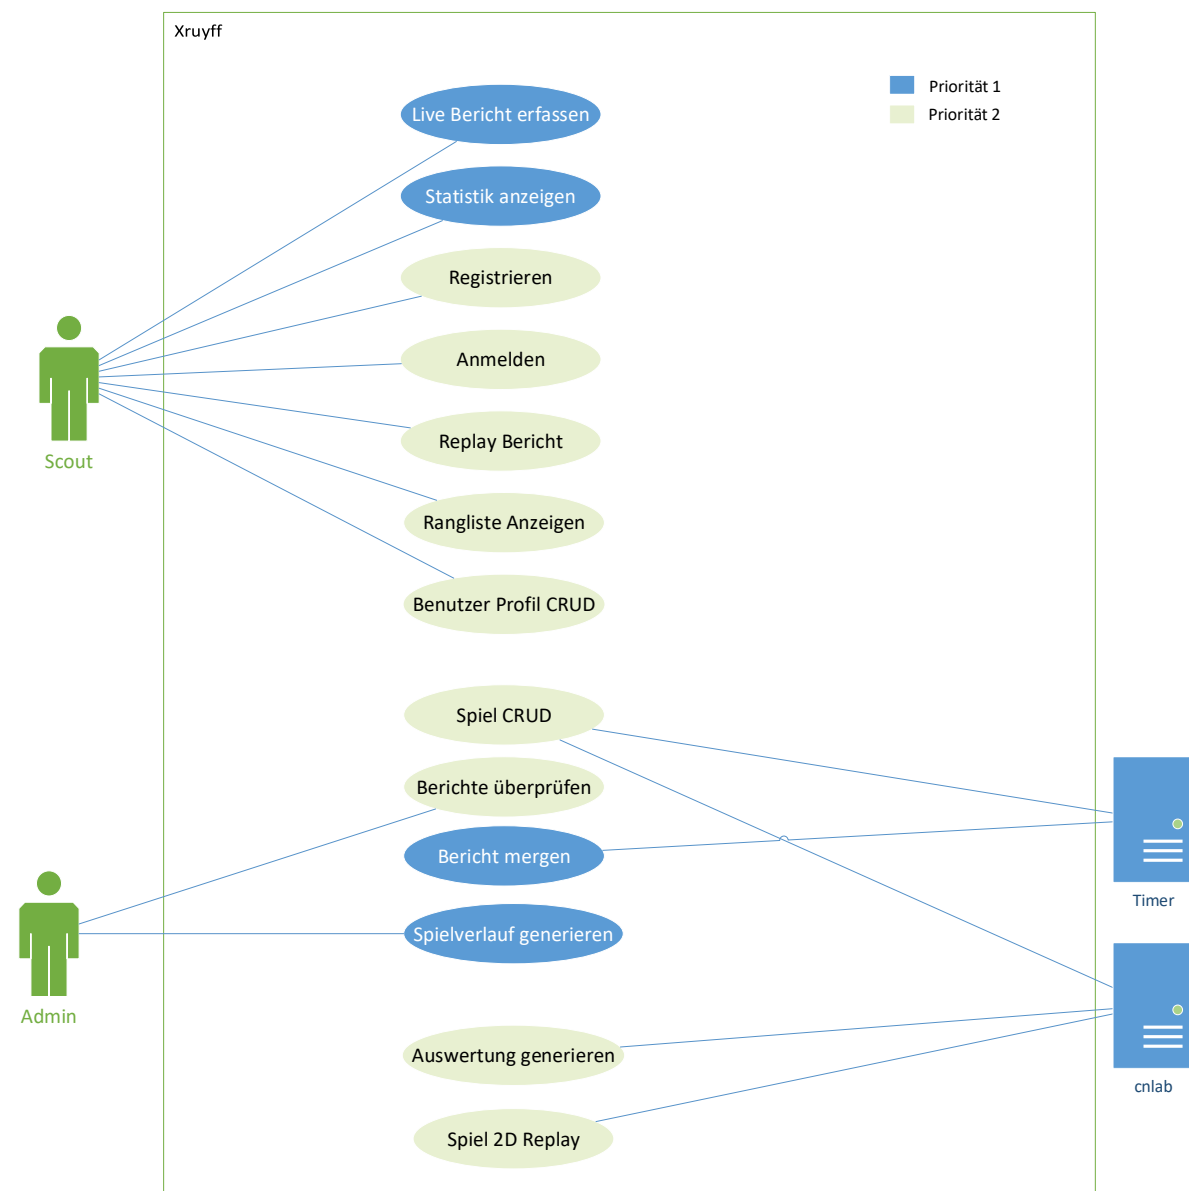 Xruyff
Priorität 1
Priorität 2
Live Bericht erfassen
Statistik anzeigen
Registrieren
Anmelden
Replay Bericht
Scout
Rangliste Anzeigen
Benutzer Profil CRUD
Spiel CRUD
Berichte überprüfen
Bericht mergen
Timer
Spielverlauf generieren
Admin
Auswertung generieren
cnlab
Spiel 2D Replay